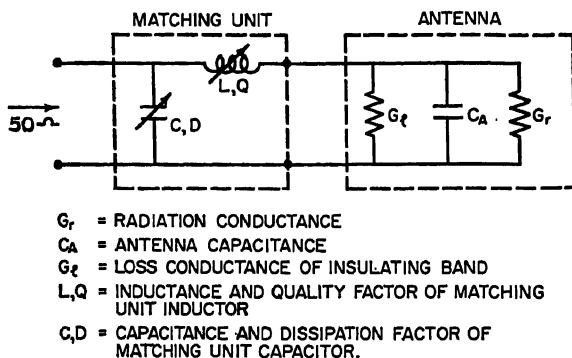 MATCHING UNIT
ANTENNA
L,Q
50Ω
C,D
Gℓ
CA
Gr
Gr = RADIATION CONDUCTANCE
CA = ANTENNA CAPACITANCE
Gℓ = LOSS CONDUCTANCE OF INSULATING BAND
L,Q = INDUCTANCE AND QUALITY FACTOR OF MATCHING
UNIT INDUCTOR
C,D = CAPACITANCE AND DISSIPATION FACTOR OF
MATCHING UNIT CAPACITOR.